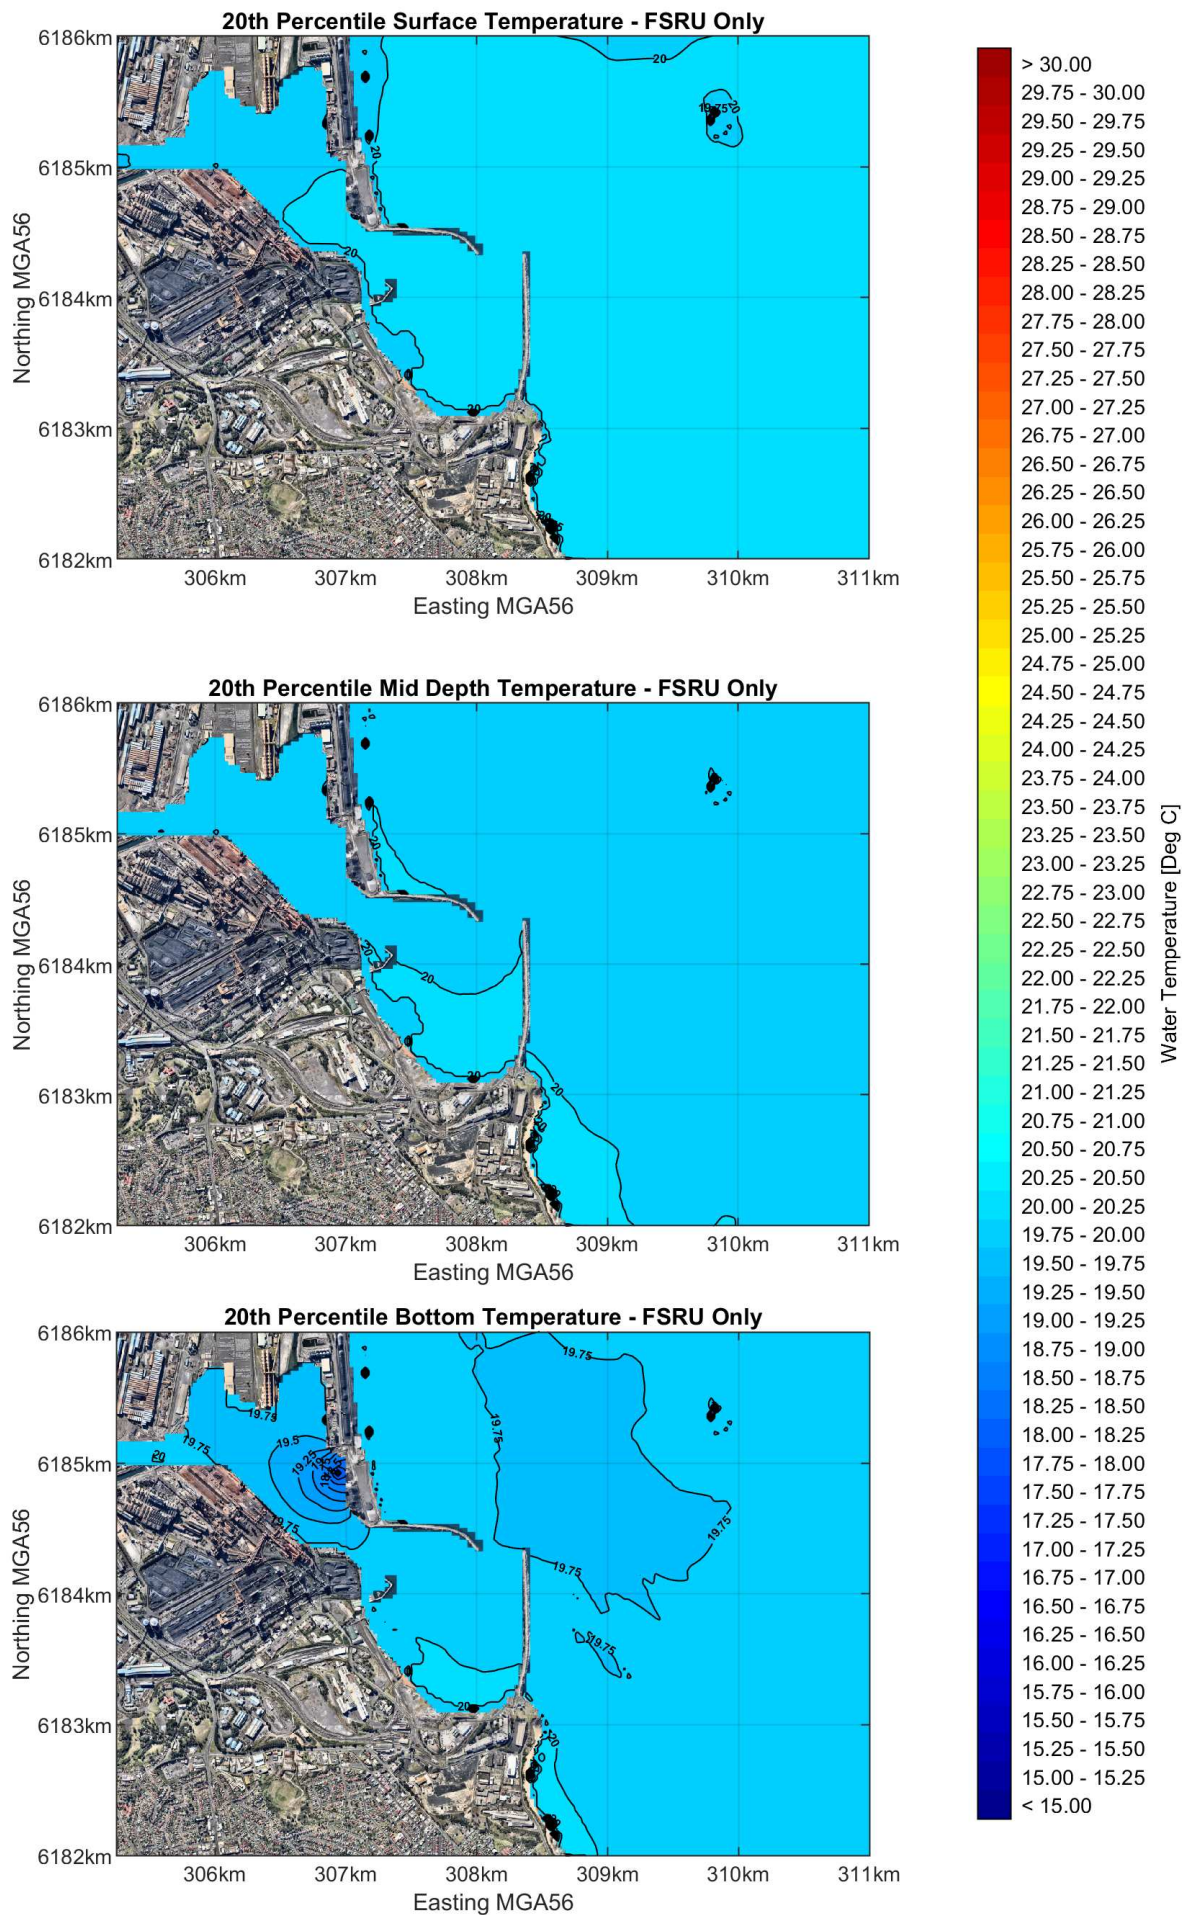 20th Percentile Surface Temperature - FSRU Only
6186km
6185km
6184km
6183km
6182km
Northing MGA56
20
19.75
20
20
20
20
306km
307km
308km
309km
310km
311km
Easting MGA56
20th Percentile Mid Depth Temperature - FSRU Only
6186km
6185km
6184km
6183km
6182km
Northing MGA56
20
20
20
20
20
20
306km
307km
308km
309km
310km
311km
Easting MGA56
20th Percentile Bottom Temperature - FSRU Only
6186km
6185km
6184km
6183km
6182km
Northing MGA56
19.75
19.75
19.75
19.75
19.5
19.25
20
19.75
19.75
19.75
19.75
20
20
306km
307km
308km
309km
310km
311km
Easting MGA56
> 30.00
29.75 - 30.00
29.50 - 29.75
29.25 - 29.50
29.00 - 29.25
28.75 - 29.00
28.50 - 28.75
28.25 - 28.50
28.00 - 28.25
27.75 - 28.00
27.50 - 27.75
27.25 - 27.50
27.00 - 27.25
26.75 - 27.00
26.50 - 26.75
26.25 - 26.50
26.00 - 26.25
25.75 - 26.00
25.50 - 25.75
25.25 - 25.50
25.00 - 25.25
24.75 - 25.00
24.50 - 24.75
24.25 - 24.50
24.00 - 24.25
23.75 - 24.00
23.50 - 23.75
23.25 - 23.50
23.00 - 23.25
22.75 - 23.00
22.50 - 22.75
22.25 - 22.50
22.00 - 22.25
21.75 - 22.00
21.50 - 21.75
21.25 - 21.50
21.00 - 21.25
20.75 - 21.00
20.50 - 20.75
20.25 - 20.50
20.00 - 20.25
19.75 - 20.00
19.50 - 19.75
19.25 - 19.50
19.00 - 19.25
18.75 - 19.00
18.50 - 18.75
18.25 - 18.50
18.00 - 18.25
17.75 - 18.00
17.50 - 17.75
17.25 - 17.50
17.00 - 17.25
16.75 - 17.00
16.50 - 16.75
16.25 - 16.50
16.00 - 16.25
15.75 - 16.00
15.50 - 15.75
15.25 - 15.50
15.00 - 15.25
< 15.00
Water Temperature [Deg C]